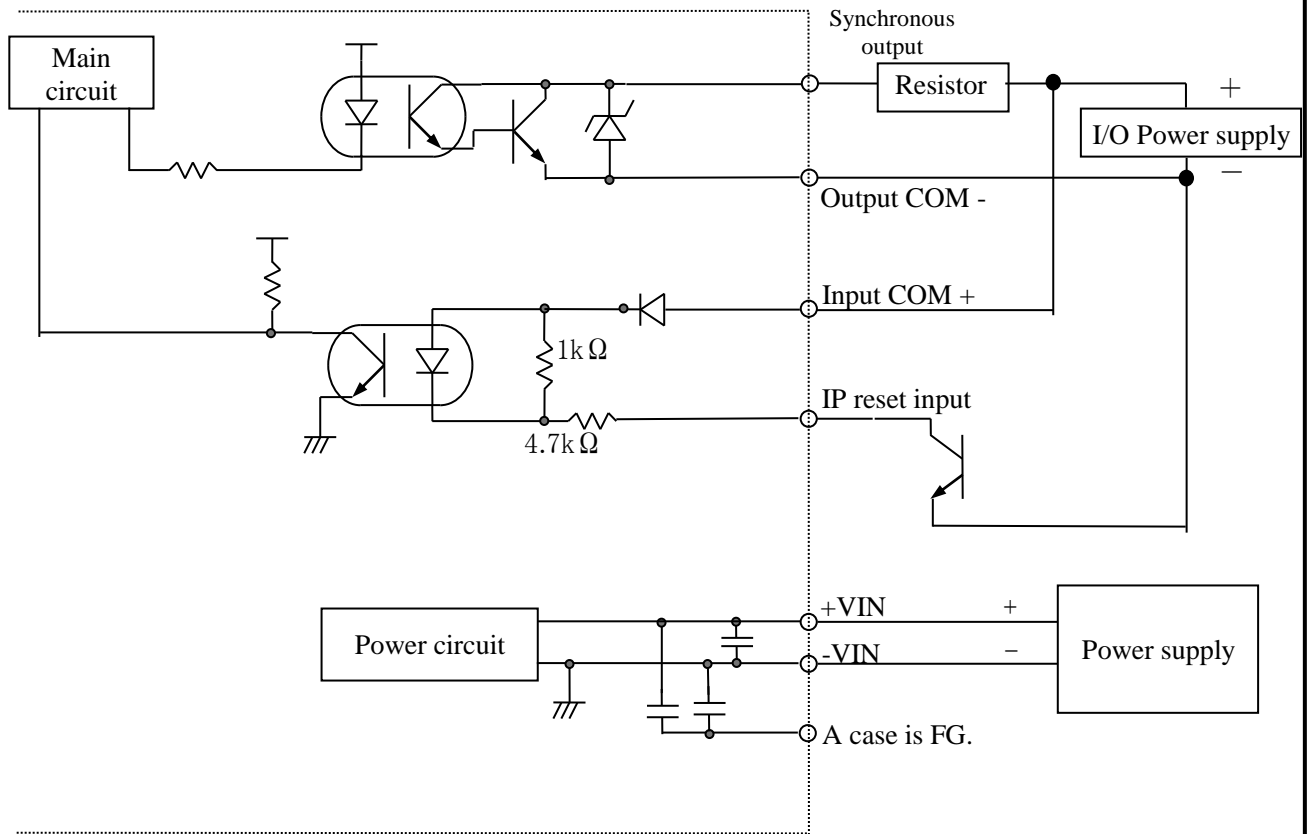 Synchronous
output
Main
circuit
Resistor
+
I/O Power supply
−
Output COM -
Input COM +
1kΩ
IP reset input
4.7kΩ
+VIN
+
Power circuit
-VIN
−
Power supply
A case is FG.